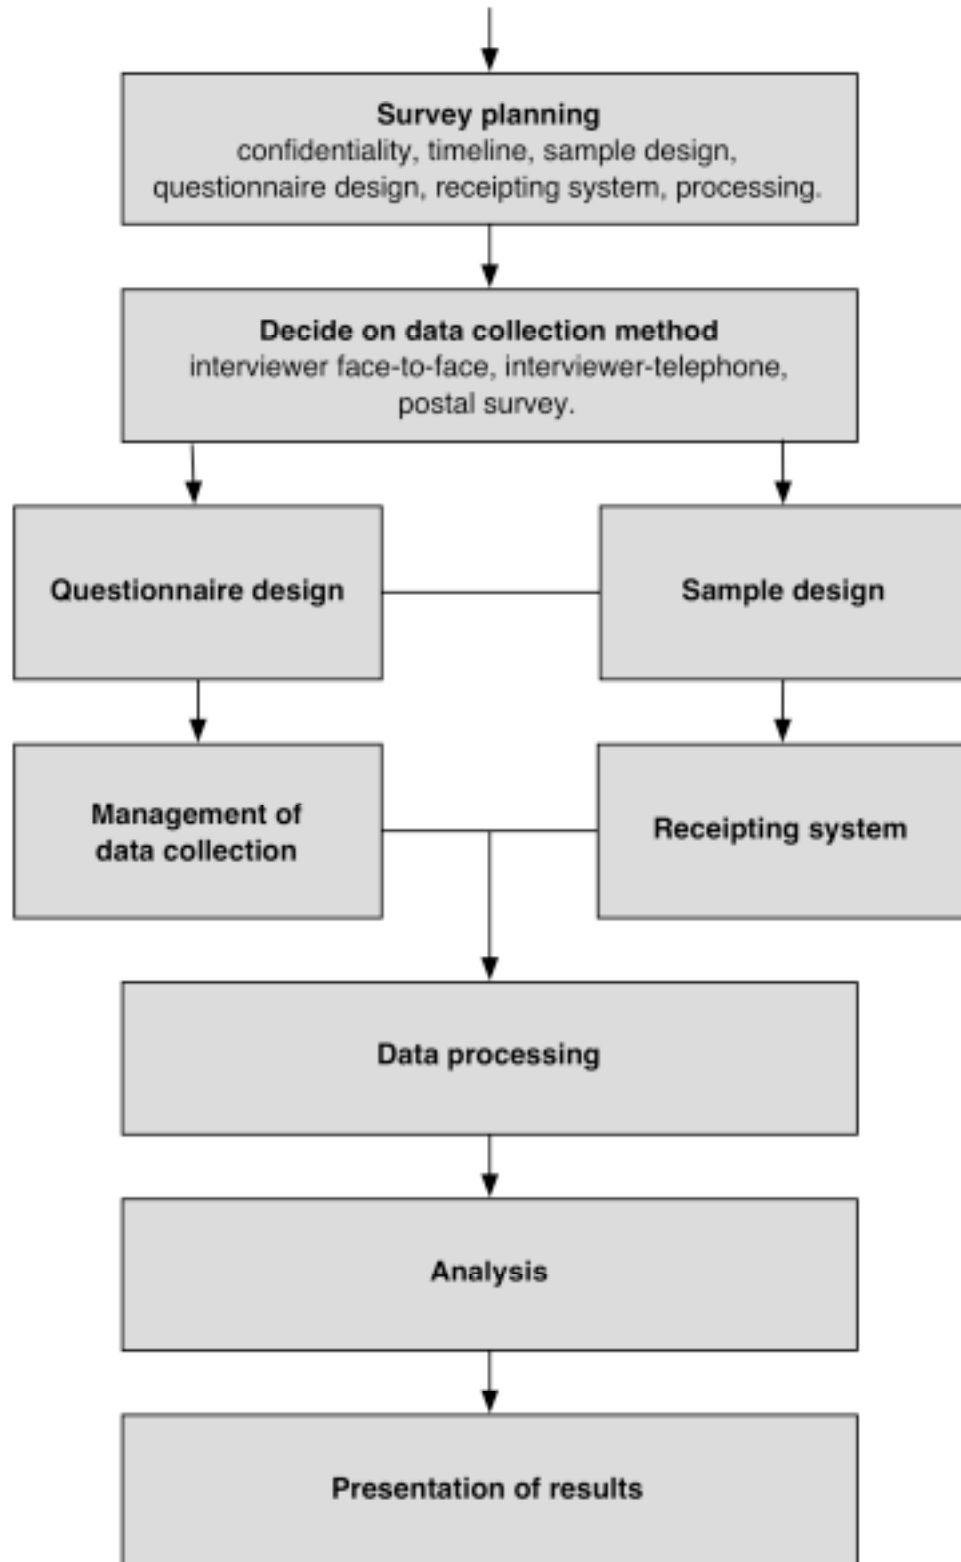 Survey planning
confidentiality, timeline, sample design,
questionnaire design, receipting system, processing.
Decide on data collection method
interviewer face-to-face, interviewer-telephone,
postal survey.
Questionnaire design
Sample design
Management of
data collection
Receipting system
Data processing
Analysis
Presentation of results